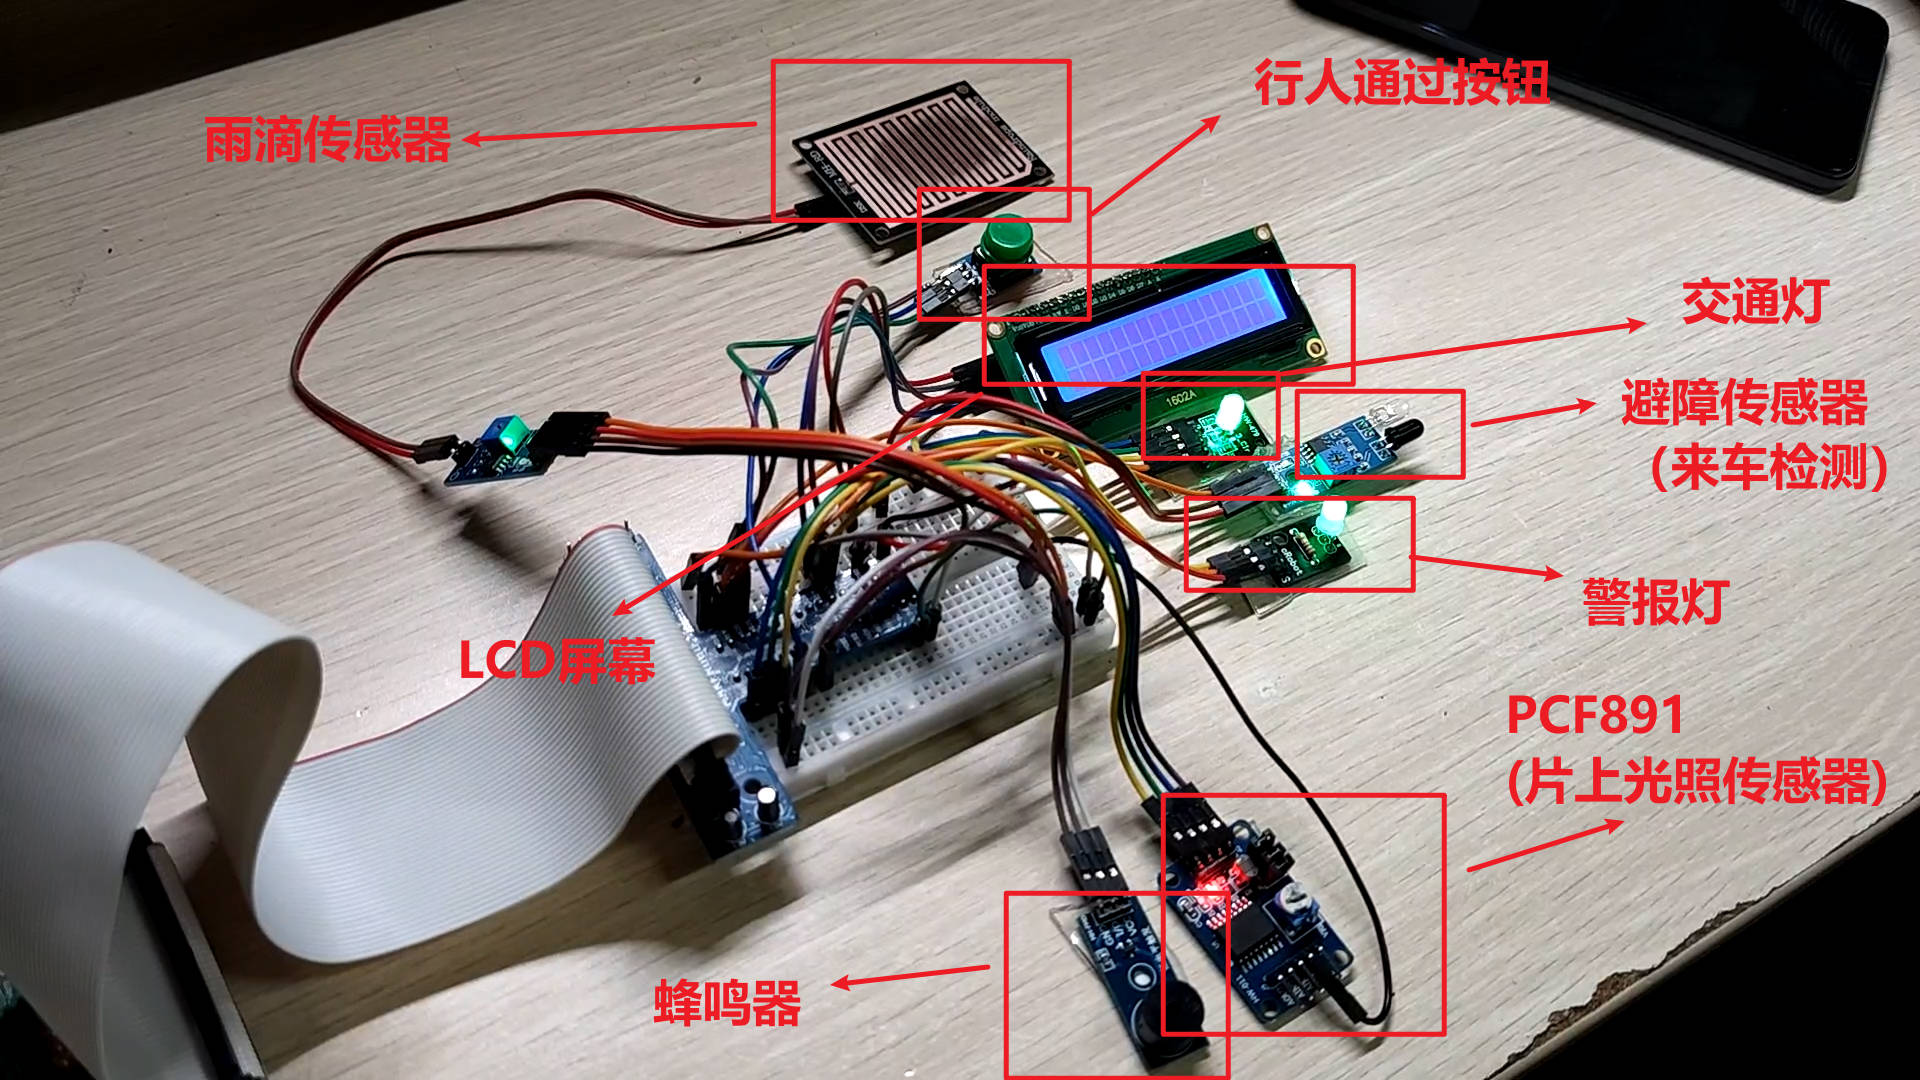 行人通过按钮
雨滴传感器
交通灯
避障传感器
（来车检测）
1602A
警报灯
LCD屏幕
PCF891
(片上光照传感器)
蜂鸣器